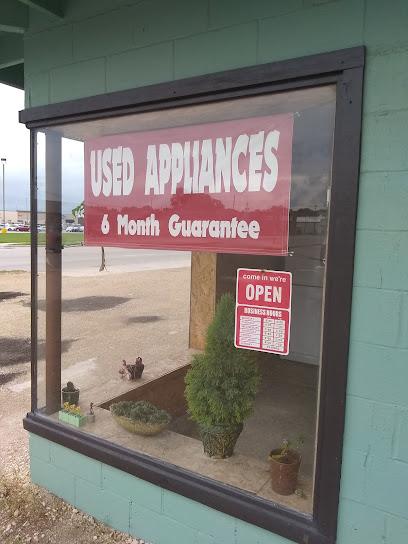 USED APPLIANCES
6 Month Guarantee
come in we're
OPEN
BUSINESS HOURS